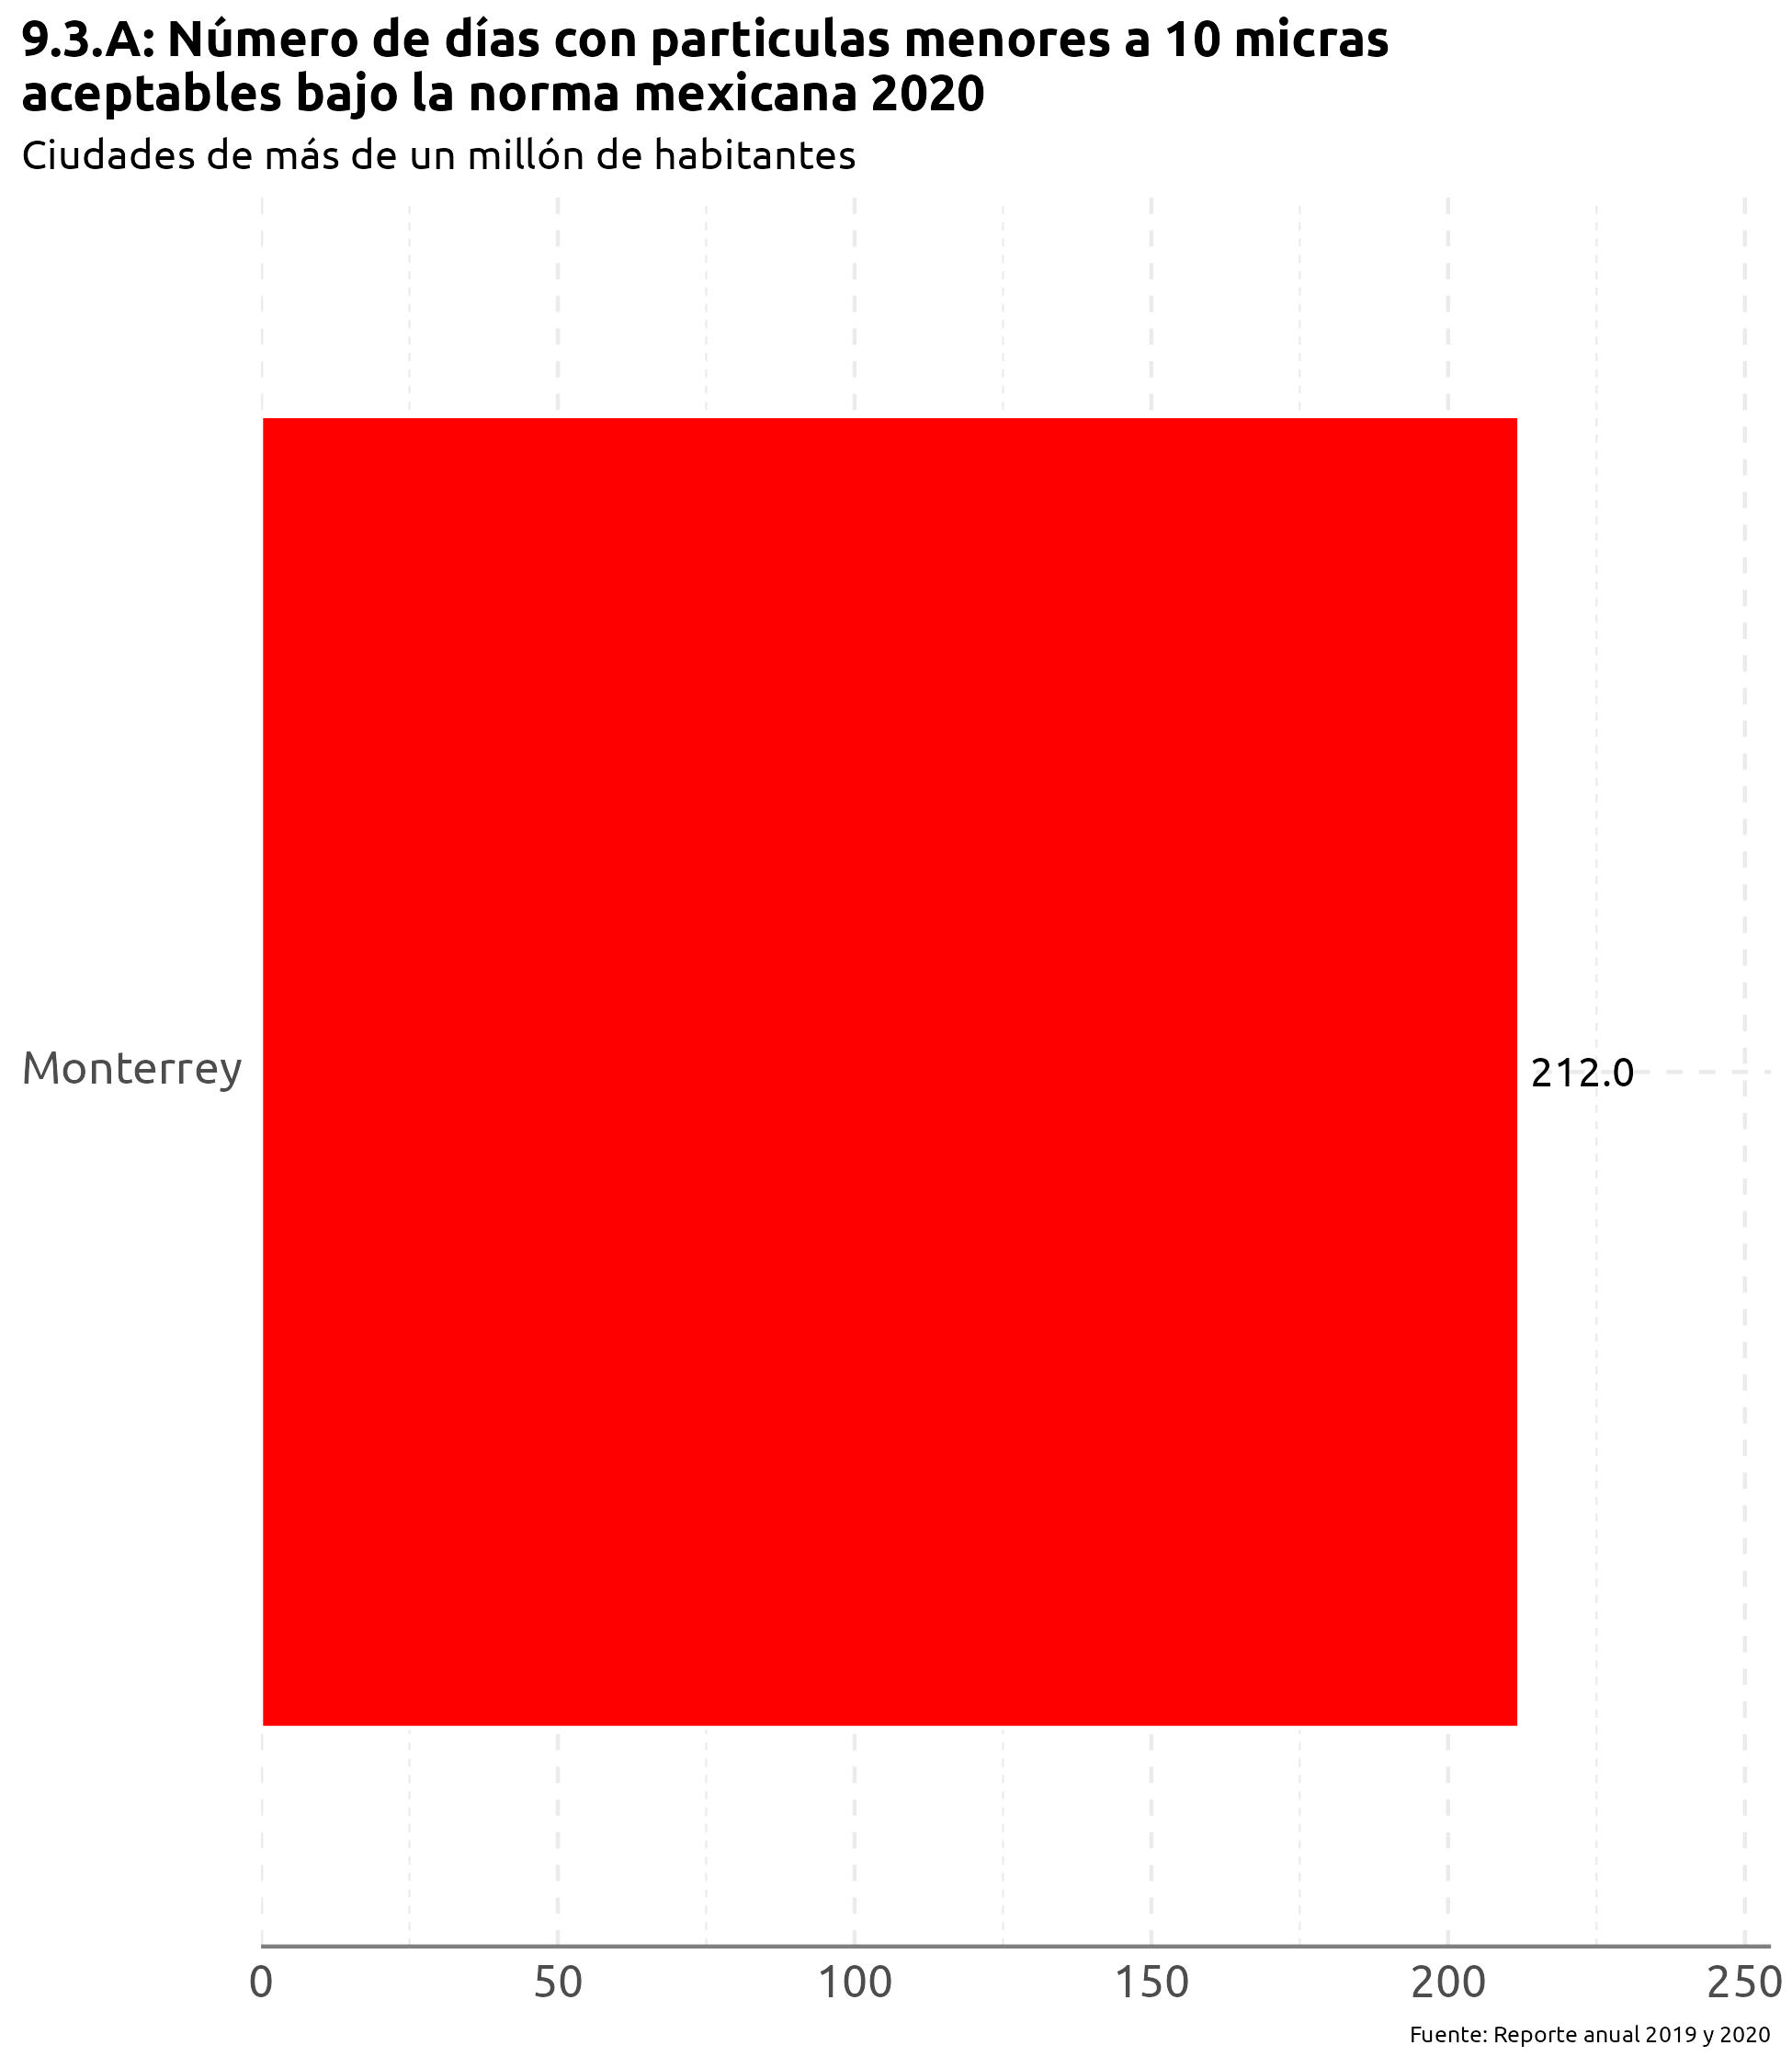 9.3.A: Número de días con particulas menores a 10 micras
aceptables bajo la norma mexicana 2020
Ciudades de más de un millón de habitantes
Monterrey
212.0
0 50 100 150 200 250
Fuente: Reporte anual 2019 y 2020